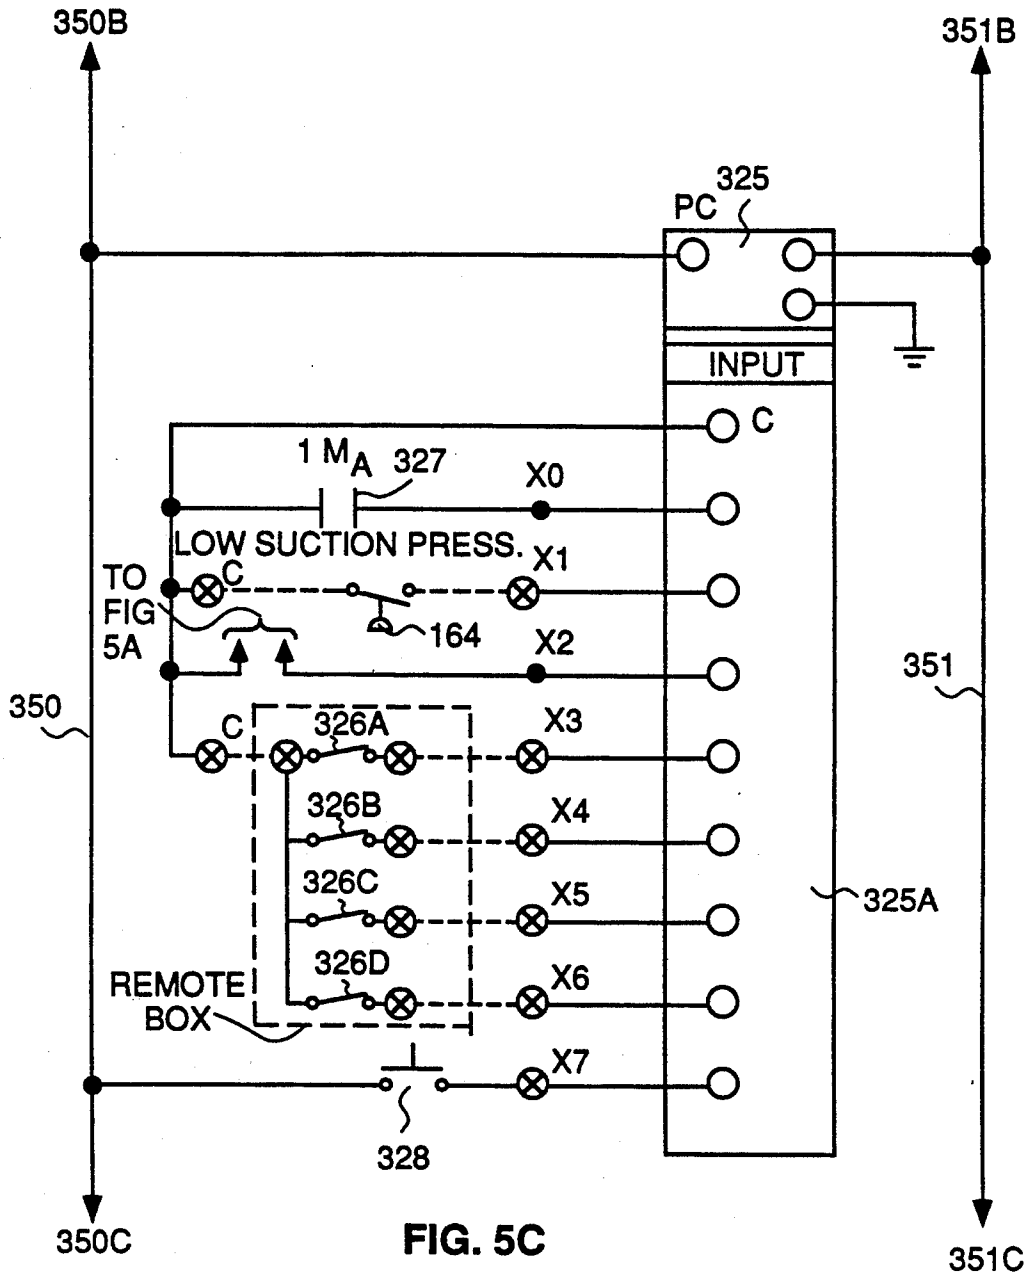 350B
351B
325
PC
INPUT
C
1 MA
327
X0
LOW SUCTION PRESS.
C
X1
TO
FIG
5A
164
X2
351
350
C
326A
X3
326B
X4
326C
X5
325A
326D
X6
REMOTE
BOX
X7
328
350C
FIG. 5C
351C